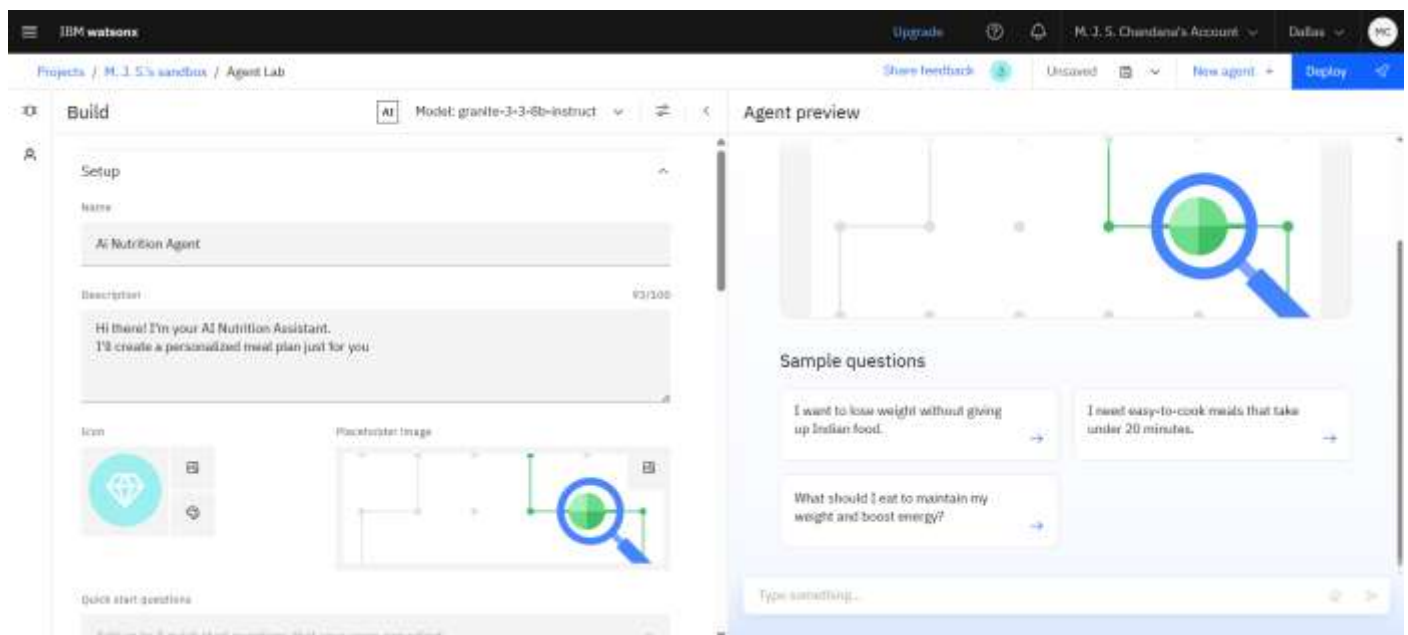 IBM watsonx
Upgrade
M. J. S. Chandana's Account
Dallas
MC
Projects / M. J. S.'s sandbox / Agent Lab
Share feedback
Unsaved
New agent +
Deploy
Build
AI
Model: granite-3-3-8b-instruct
Agent preview
Setup
Name
Ai Nutrition Agent
Description
93/100
Hi there! I'm your AI Nutrition Assistant.
I'll create a personalized meal plan just for you
Icon
Placeholder image
Quick start questions
Sample questions
I want to lose weight without giving
up Indian food.
I need easy-to-cook meals that take
under 20 minutes.
What should I eat to maintain my
weight and boost energy?
Type something...